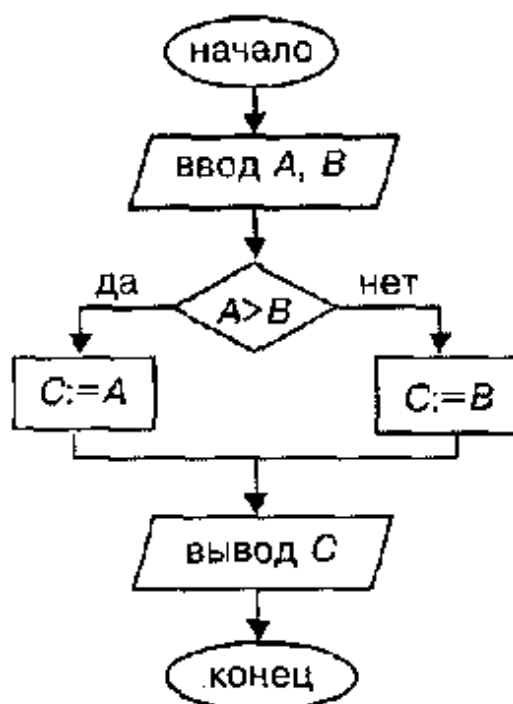 начало
ввод A, B
да
A>B
нет
C:=A
C:=B
вывод C
конец